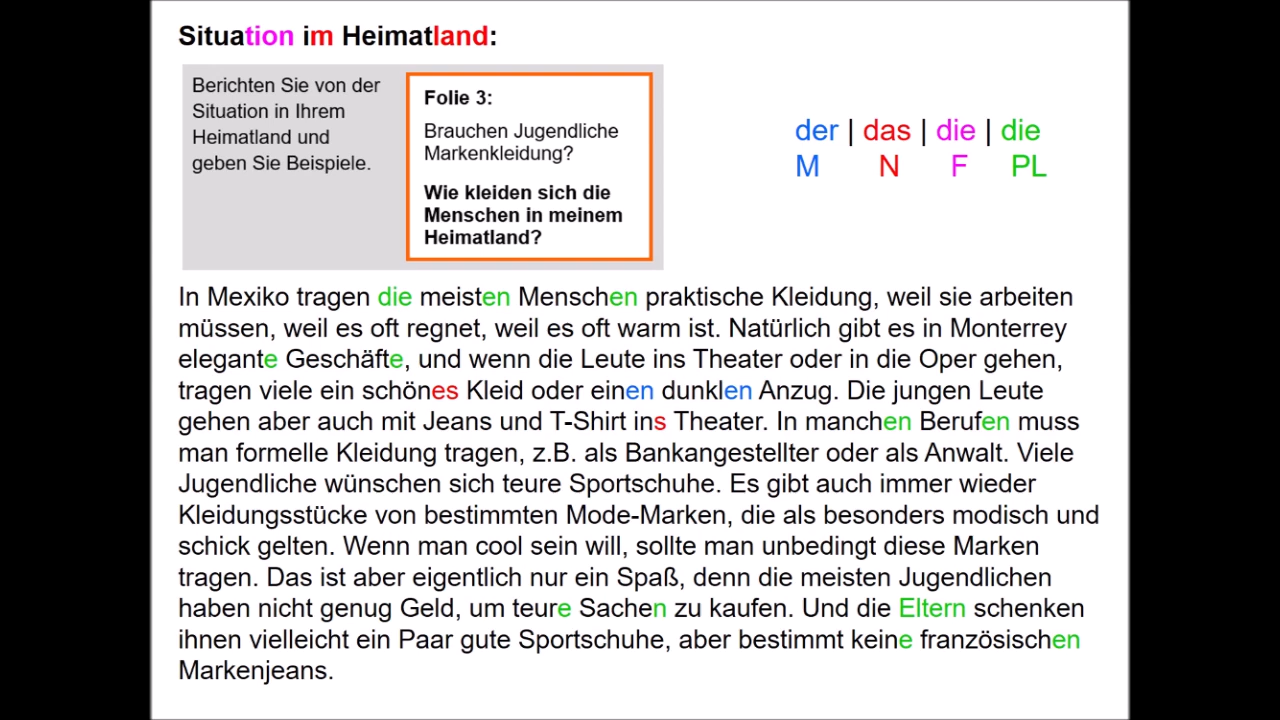 Situation im Heimatland:
Berichten Sie von der
Situation in Ihrem
Heimatland und
geben Sie Beispiele.
Folie 3:
Brauchen Jugendliche
Markenkleidung?
Wie kleiden sich die
Menschen in meinem
Heimatland?
der | das | die | die
M N F PL
In Mexiko tragen die meisten Menschen praktische Kleidung, weil sie arbeiten
müssen, weil es oft regnet, weil es oft warm ist. Natürlich gibt es in Monterrey
elegante Geschäfte, und wenn die Leute ins Theater oder in die Oper gehen,
tragen viele ein schönes Kleid oder einen dunklen Anzug. Die jungen Leute
gehen aber auch mit Jeans und T-Shirt ins Theater. In manchen Berufen muss
man formelle Kleidung tragen, z.B. als Bankangestellter oder als Anwalt. Viele
Jugendliche wünschen sich teure Sportschuhe. Es gibt auch immer wieder
Kleidungsstücke von bestimmten Mode-Marken, die als besonders modisch und
schick gelten. Wenn man cool sein will, sollte man unbedingt diese Marken
tragen. Das ist aber eigentlich nur ein Spaß, denn die meisten Jugendlichen
haben nicht genug Geld, um teure Sachen zu kaufen. Und die Eltern schenken
ihnen vielleicht ein Paar gute Sportschuhe, aber bestimmt keine französischen
Markenjeans.